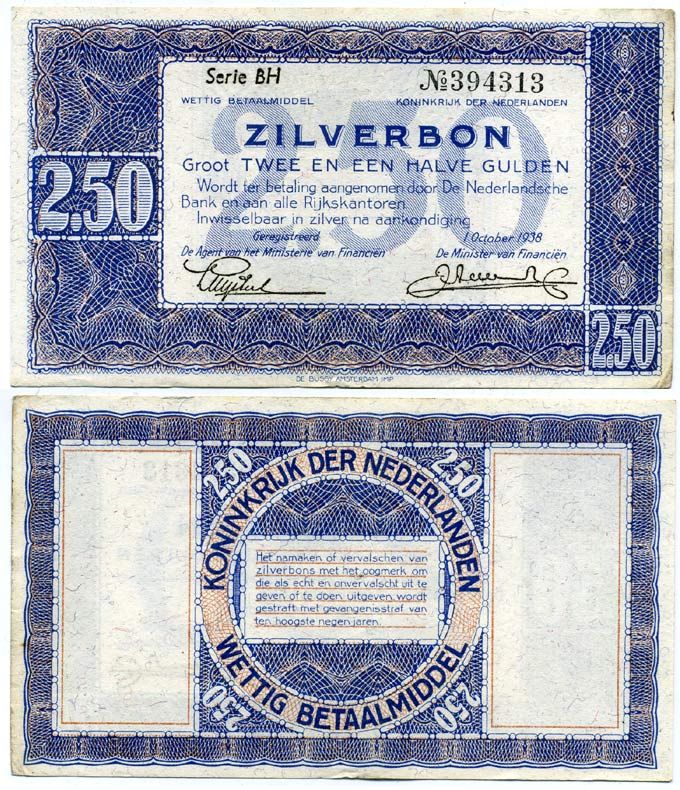 Serie BH № 394313
WETTIG BETAALMIDDEL KONINKRIJK DER NEDERLANDEN
ZILVERBON
Groot TWEE EN EEN HALVE GULDEN
Wordt ter betaling aangenomen door De Nederlandsche
Bank en aan alle Rijkskantoren
Inwisselbaar in zilver na aankondiging
2.50
2.50
Geregistreerd 1 October 1938
De Agent van het Ministerie van Financiën De Minister van Financiën
2.50
DE BUSSY AMSTERDAM IMP.
2.50 2.50
KONINKRIJK DER NEDERLANDEN
Het namaken of vervalschen van
zilverbons met het oogmerk om
die als echt en onvervalscht uit te
geven of te doen uitgeven wordt
gestraft met gevangenisstraf van
ten hoogste negen jaren.
WETTIG BETAALMIDDEL
2.50 2.50